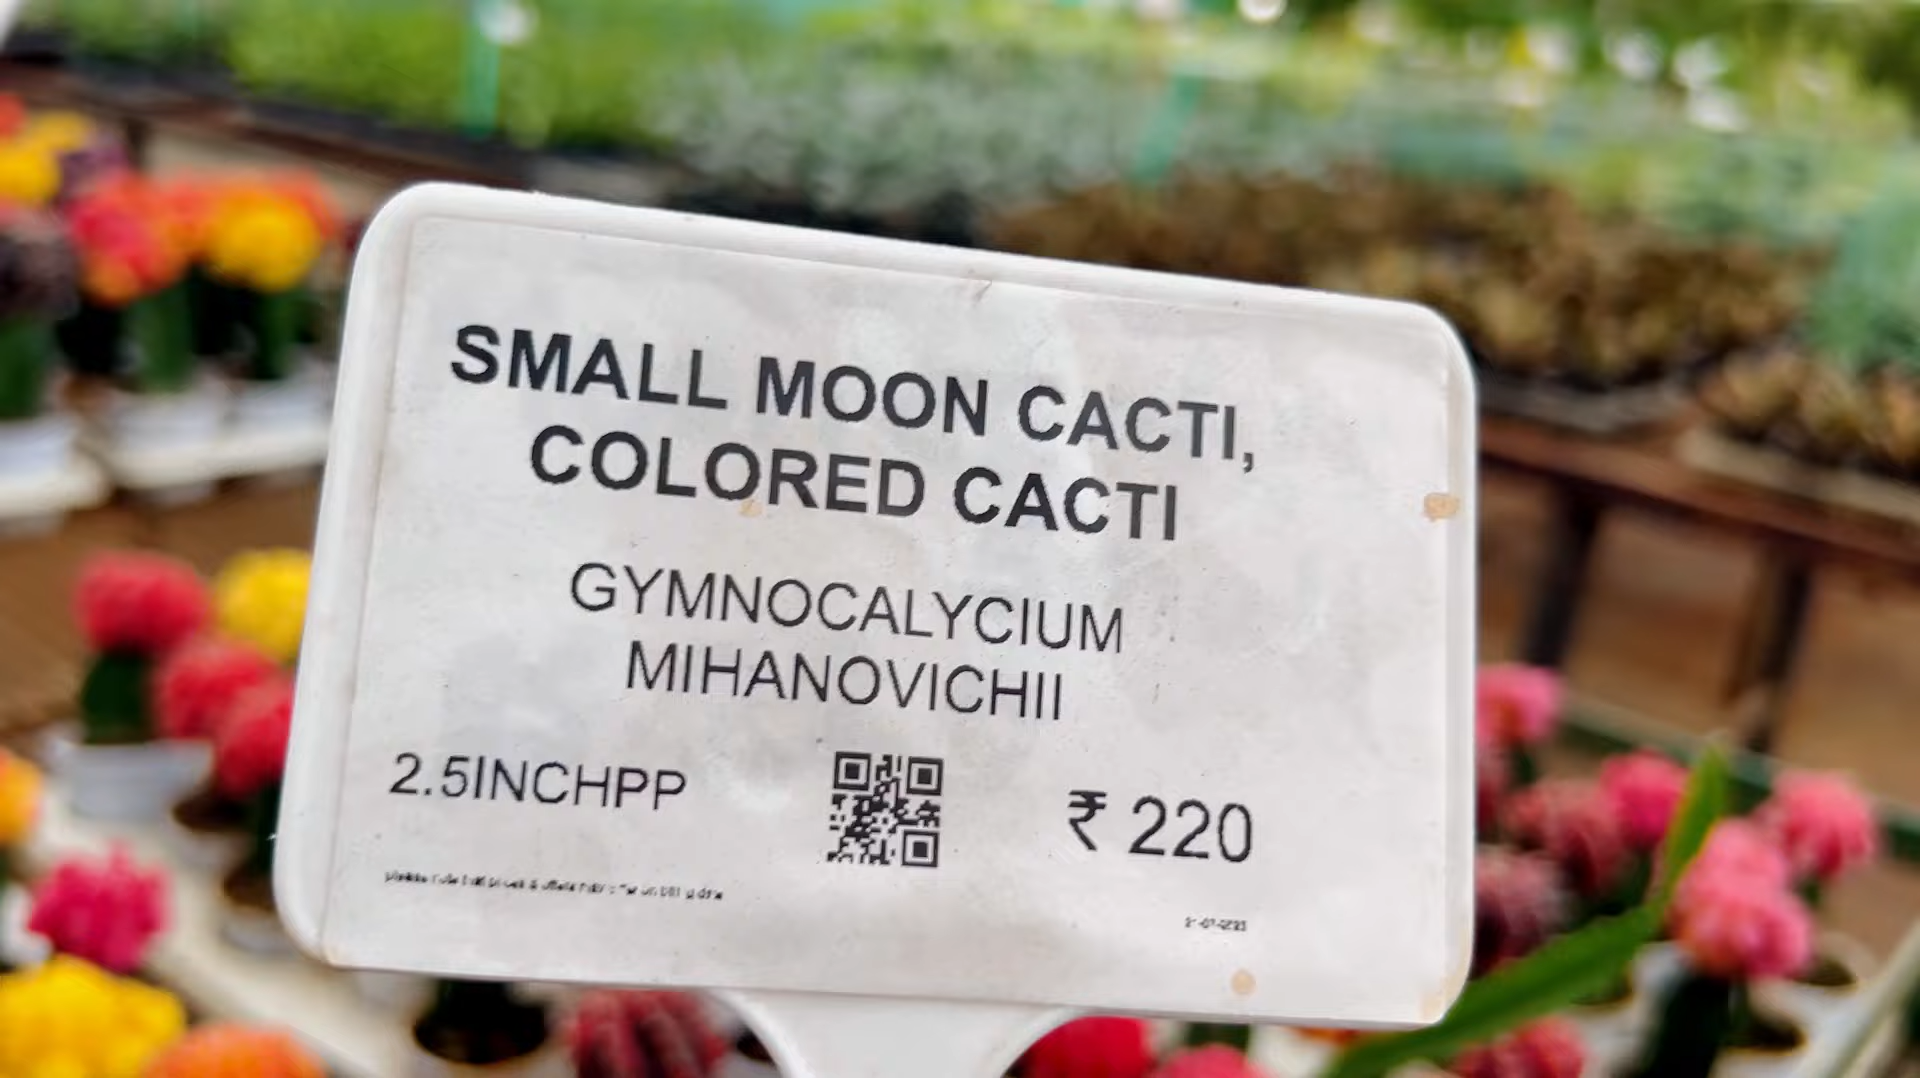 SMALL MOON CACTI,
COLORED CACTI
GYMNOCALYCIUM
MIHANOVICHII
2.5INCHPP
₹ 220